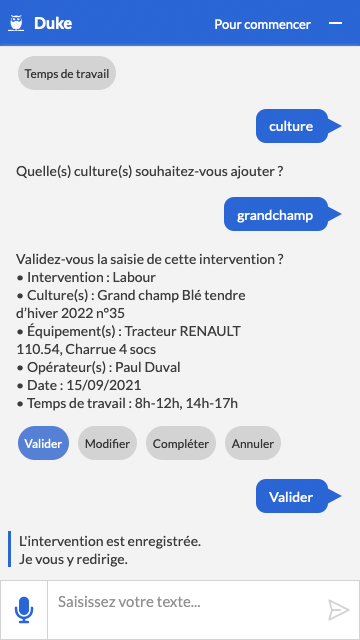 Duke
Pour commencer
Temps de travail
culture
Quelle(s) culture(s) souhaitez-vous ajouter ?
grandchamp
Validez-vous la saisie de cette intervention ?
• Intervention : Labour
• Culture(s) : Grand champ Blé tendre
d'hiver 2022 n°35
• Équipement(s) : Tracteur RENAULT
110.54, Charrue 4 socs
• Opérateur(s) : Paul Duval
• Date : 15/09/2021
• Temps de travail : 8h-12h, 14h-17h
Valider Modifier Compléter Annuler
Valider
L'intervention est enregistrée.
Je vous y redirige.
Saisissez votre texte...